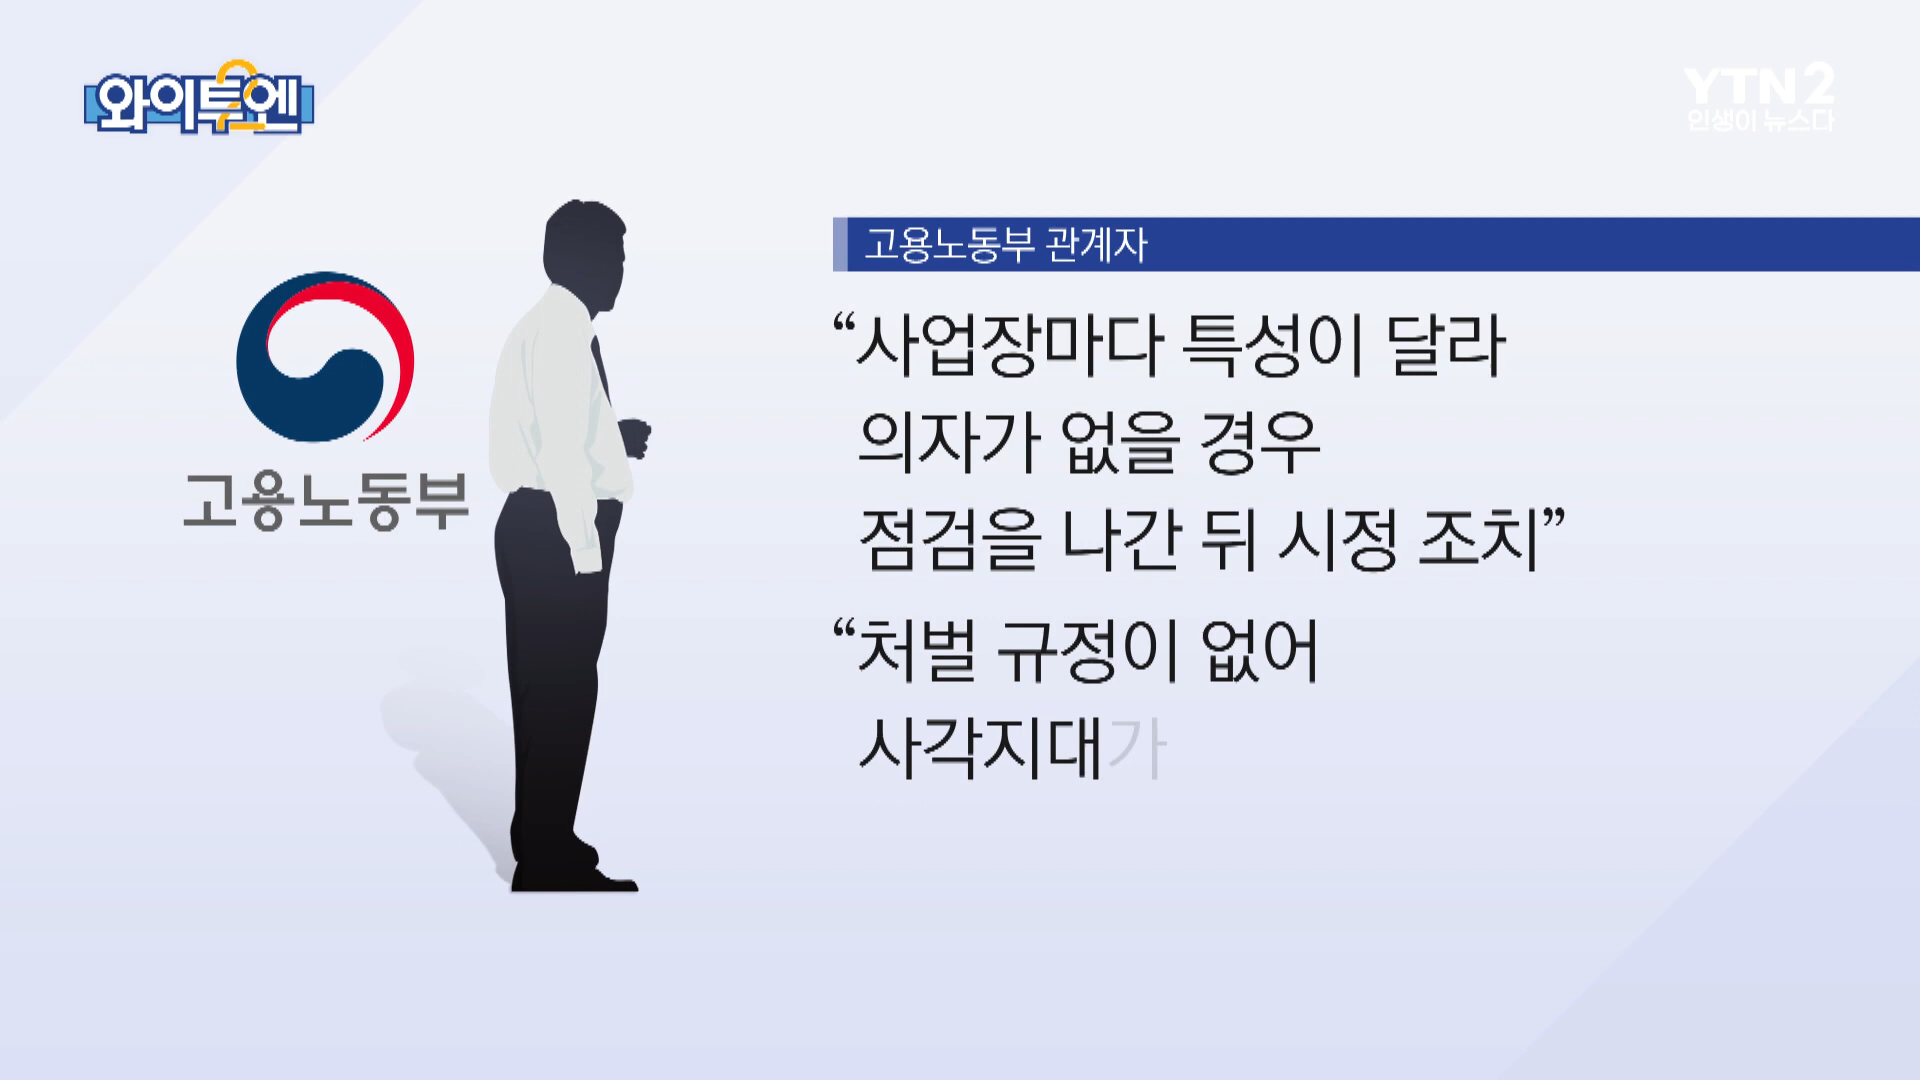 와이투엔
YTN2
인생이 뉴스다
고용노동부
고용노동부 관계자
“사업장마다 특성이 달라
의자가 없을 경우
점검을 나간 뒤 시정 조치”
“처벌 규정이 없어
사각지대가